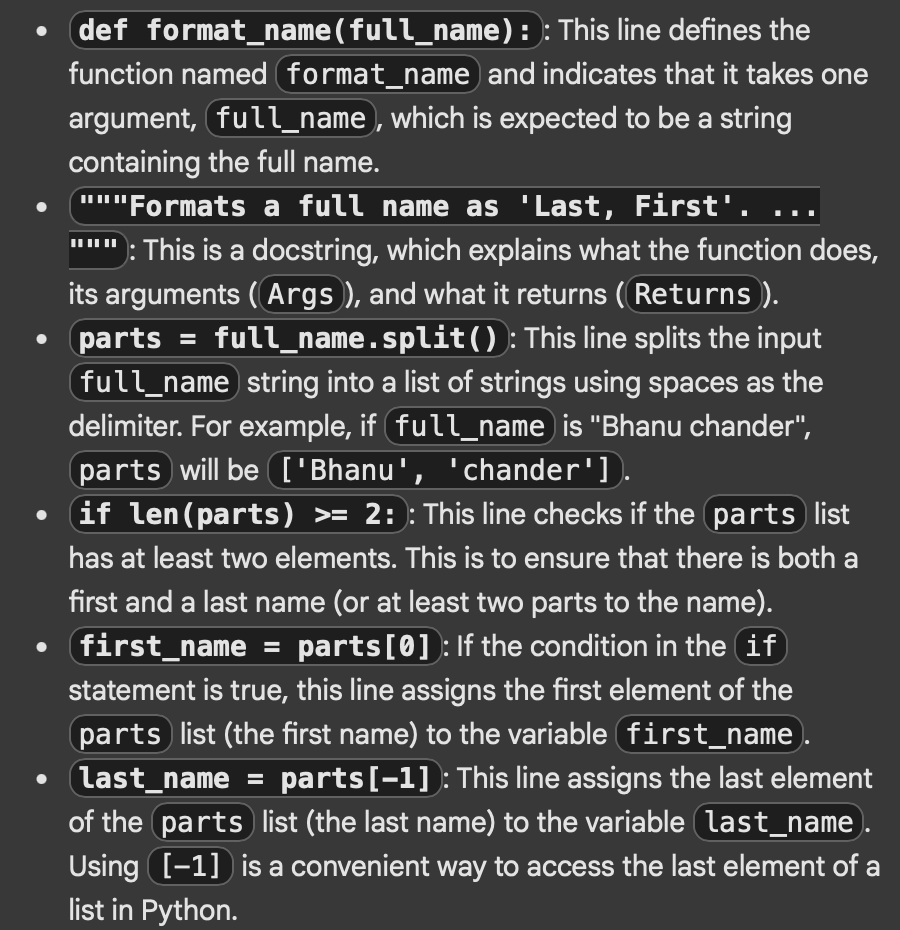 • def format_name(full_name):: This line defines the
function named format_name and indicates that it takes one
argument, full_name, which is expected to be a string
containing the full name.
• """Formats a full name as 'Last, First'. ...
""": This is a docstring, which explains what the function does,
its arguments (Args), and what it returns (Returns).
• parts = full_name.split(): This line splits the input
full_name string into a list of strings using spaces as the
delimiter. For example, if full_name is "Bhanu chander",
parts will be ['Bhanu', 'chander'].
• if len(parts) >= 2:: This line checks if the parts list
has at least two elements. This is to ensure that there is both a
first and a last name (or at least two parts to the name).
• first_name = parts[0]: If the condition in the if
statement is true, this line assigns the first element of the
parts list (the first name) to the variable first_name.
• last_name = parts[-1]: This line assigns the last element
of the parts list (the last name) to the variable last_name.
Using [-1] is a convenient way to access the last element of a
list in Python.